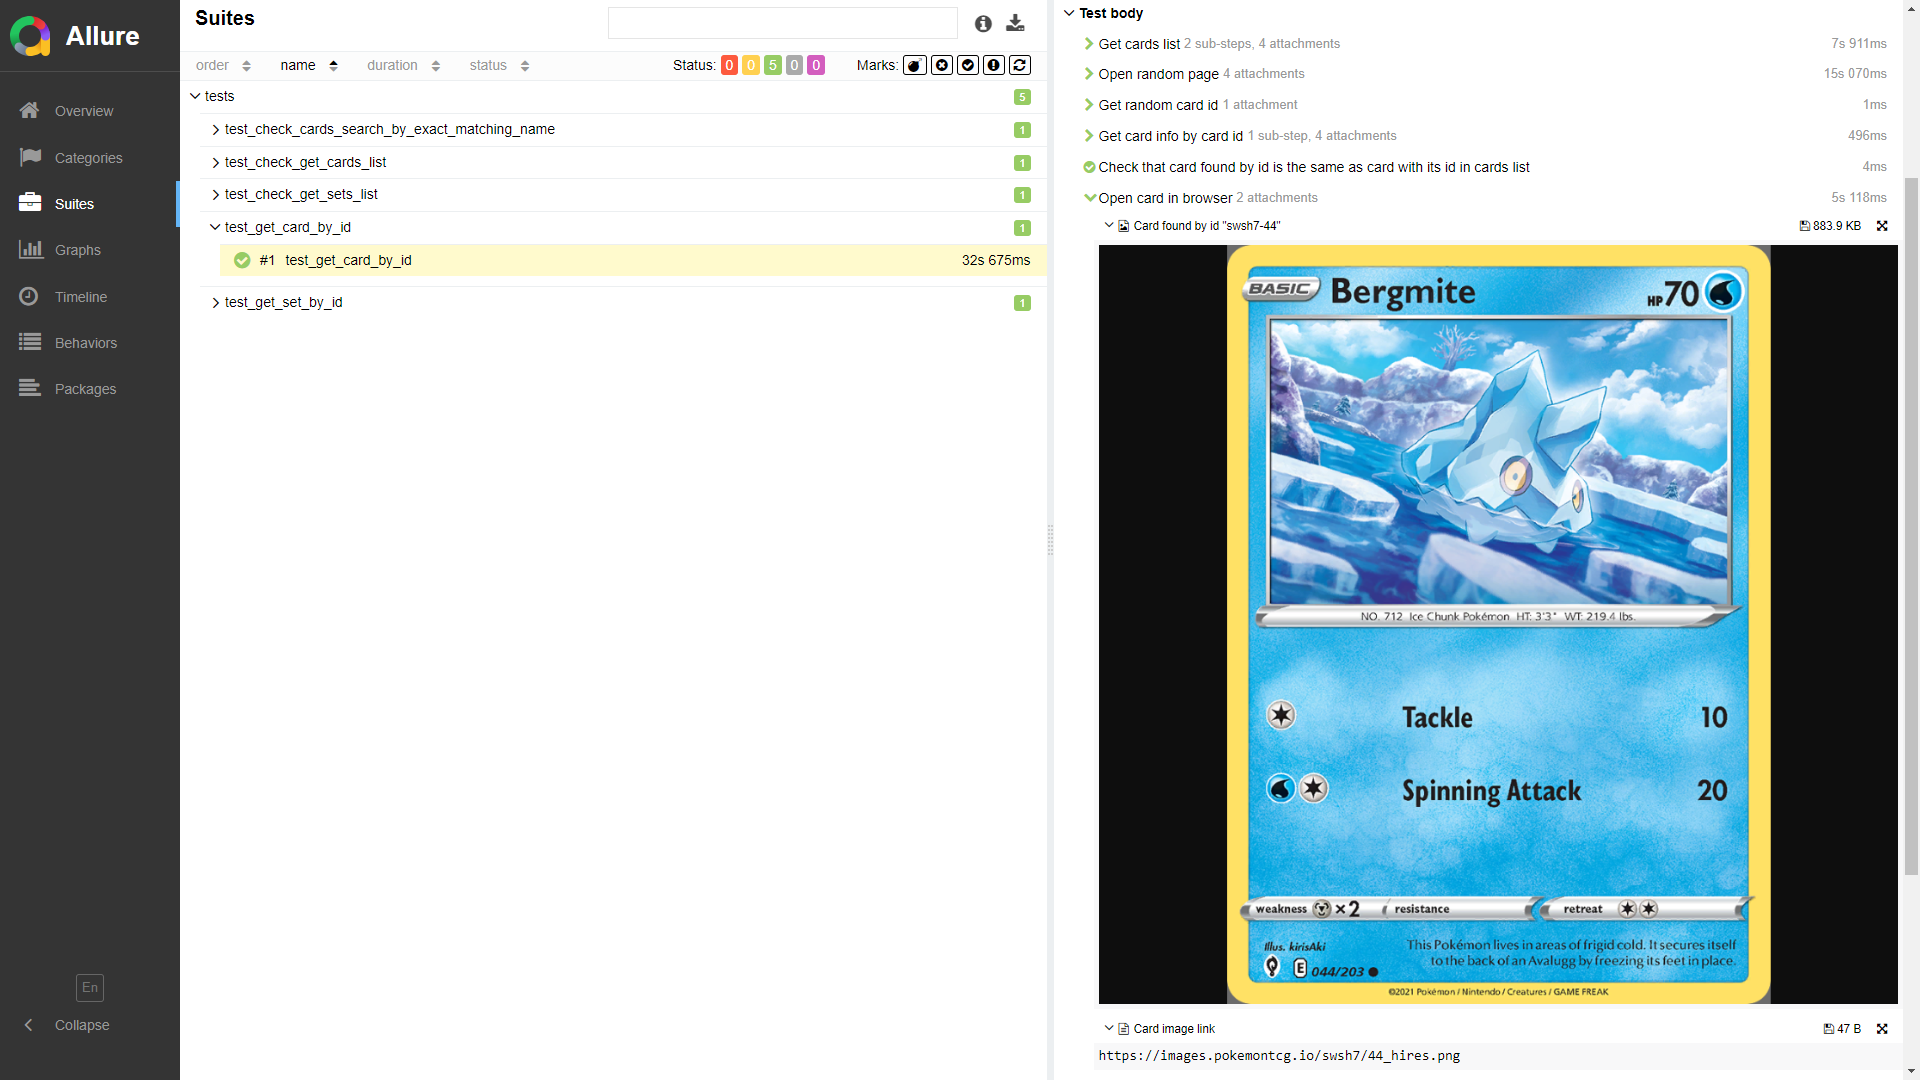 Allure
Overview
Categories
Suites
Graphs
Timeline
Behaviors
Packages
En
Collapse
Suites
order name duration status
Status: 0 0 5 0 0 Marks:
tests 5
test_check_cards_search_by_exact_matching_name 1
test_check_get_cards_list 1
test_check_get_sets_list 1
test_get_card_by_id 1
#1 test_get_card_by_id 32s 675ms
test_get_set_by_id 1
Test body
Get cards list 2 sub-steps, 4 attachments 7s 911ms
Open random page 4 attachments 15s 070ms
Get random card id 1 attachment 1ms
Get card info by card id 1 sub-step, 4 attachments 496ms
Check that card found by id is the same as card with its id in cards list 4ms
Open card in browser 2 attachments 5s 118ms
Card found by id "swsh7-44" 883.9 KB
BASIC Bergmite HP 70
NO. 712 Ice Chunk Pokémon HT: 3'3" WT: 219.4 lbs.
Tackle 10
Spinning Attack 20
weakness ×2 resistance retreat
Illus. kirisAki
This Pokémon lives in areas of frigid cold. It secures itself
to the back of an Avalugg by freezing its feet in place.
E 044/203
©2021 Pokémon / Nintendo / Creatures / GAME FREAK
Card image link 47 B
https://images.pokemontcg.io/swsh7/44_hires.png